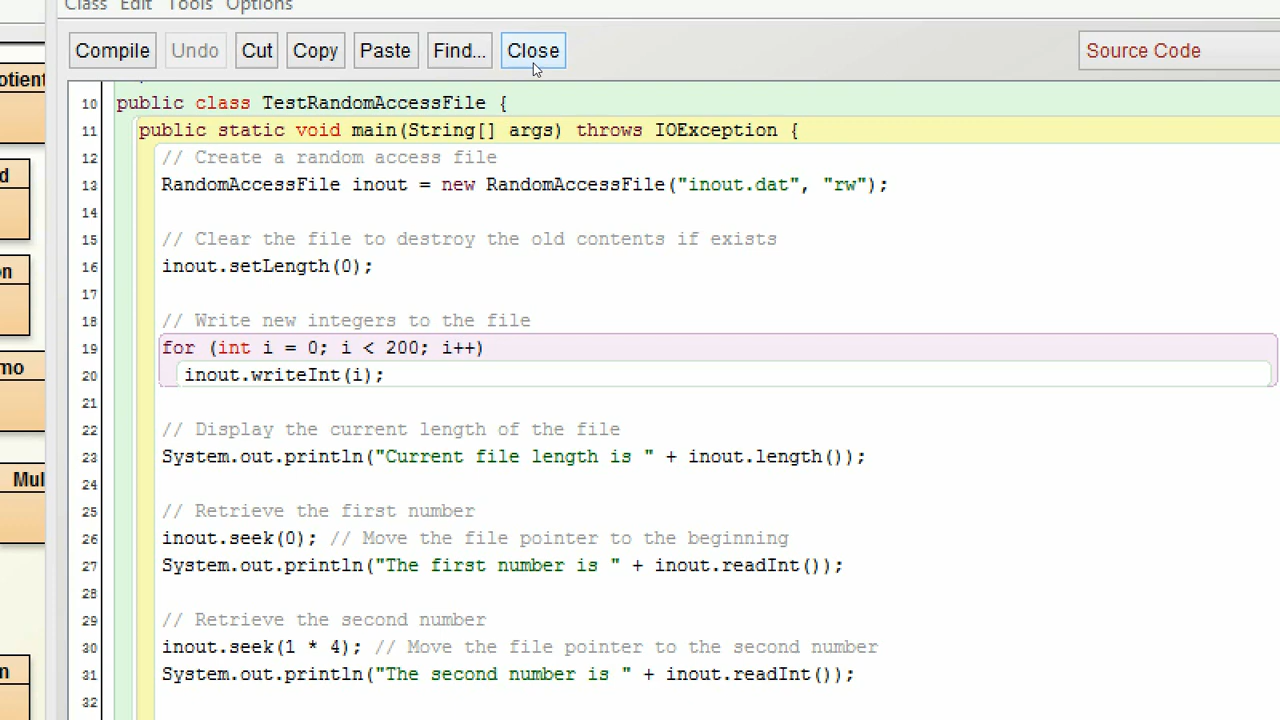 Class Edit Tools Options
Compile Undo Cut Copy Paste Find... Close Source Code
otient
d
on
mo
Mul
n
10 public class TestRandomAccessFile {
11 public static void main(String[] args) throws IOException {
12 // Create a random access file
13 RandomAccessFile inout = new RandomAccessFile("inout.dat", "rw");
14
15 // Clear the file to destroy the old contents if exists
16 inout.setLength(0);
17
18 // Write new integers to the file
19 for (int i = 0; i < 200; i++)
20 inout.writeInt(i);
21
22 // Display the current length of the file
23 System.out.println("Current file length is " + inout.length());
24
25 // Retrieve the first number
26 inout.seek(0); // Move the file pointer to the beginning
27 System.out.println("The first number is " + inout.readInt());
28
29 // Retrieve the second number
30 inout.seek(1 * 4); // Move the file pointer to the second number
31 System.out.println("The second number is " + inout.readInt());
32